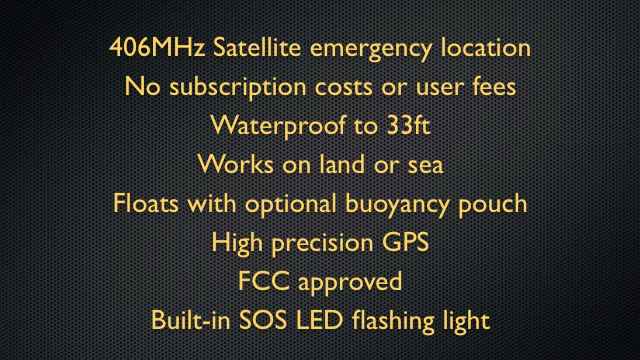 406MHz Satellite emergency location
No subscription costs or user fees
Waterproof to 33ft
Works on land or sea
Floats with optional buoyancy pouch
High precision GPS
FCC approved
Built-in SOS LED flashing light